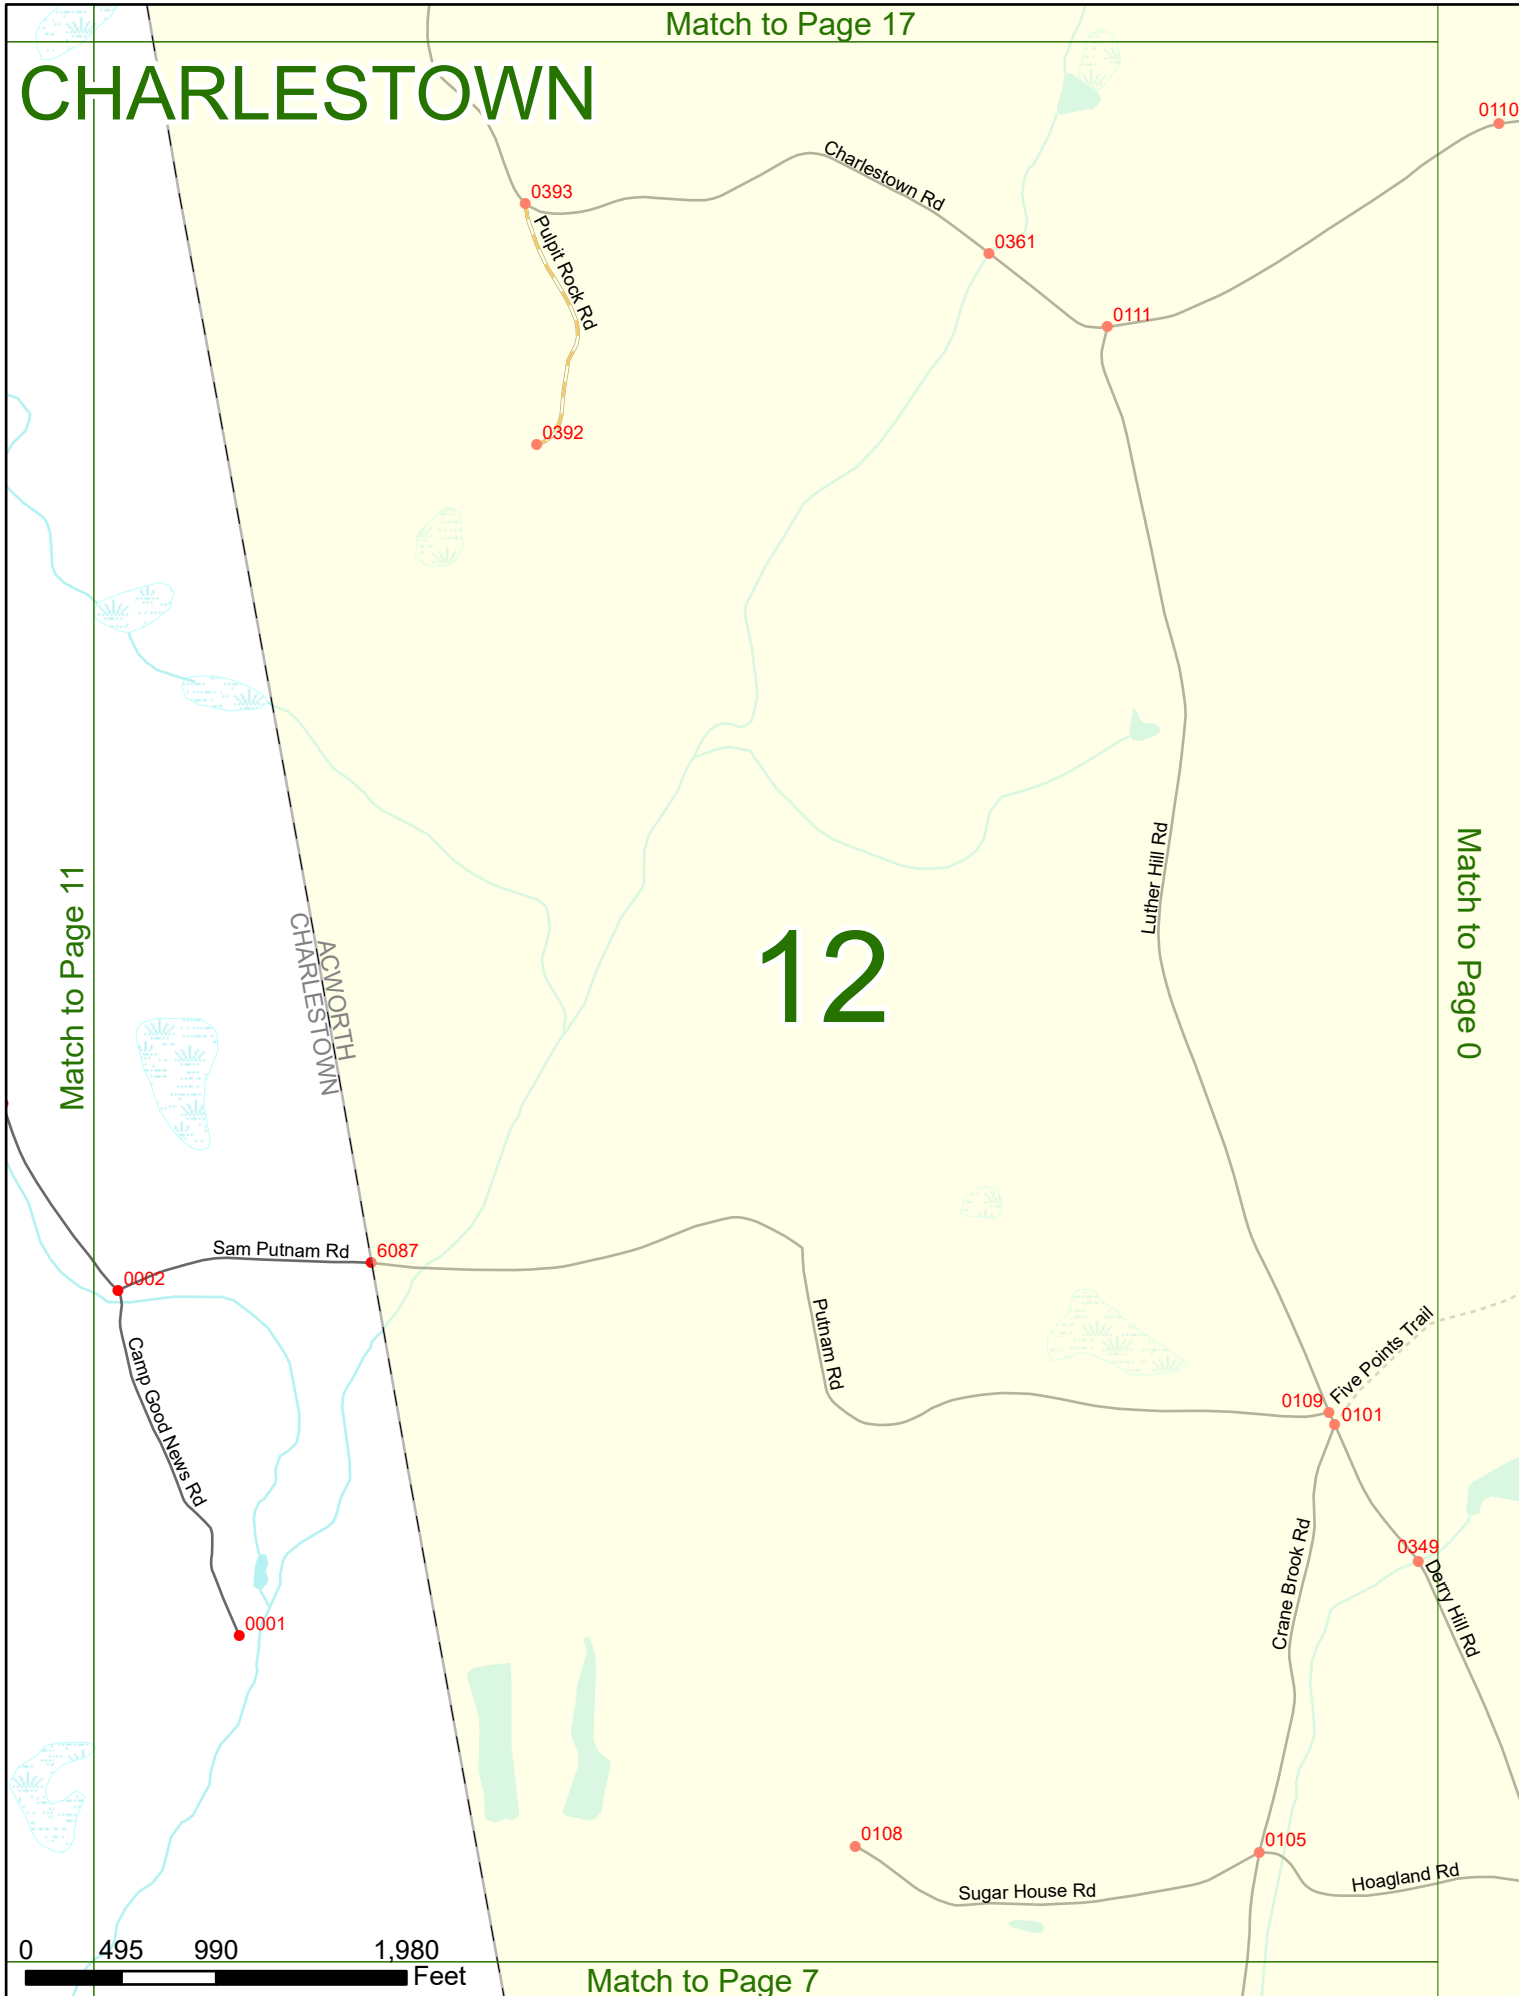 Match to Page 17
CHARLESTOWN
0110
Charlestown Rd
0393
Pulpit Rock Rd
0361
0111
0392
Luther Hill Rd
Match to Page 11
Match to Page 0
ACWORTH
CHARLESTOWN
12
Sam Putnam Rd
6087
0002
Putnam Rd
Five Points Trail
Camp Good News Rd
0109
0101
Crane Brook Rd
0349
Derry Hill Rd
0001
0108
0105
Sugar House Rd
Hoagland Rd
0 495 990 1,980
Feet
Match to Page 7